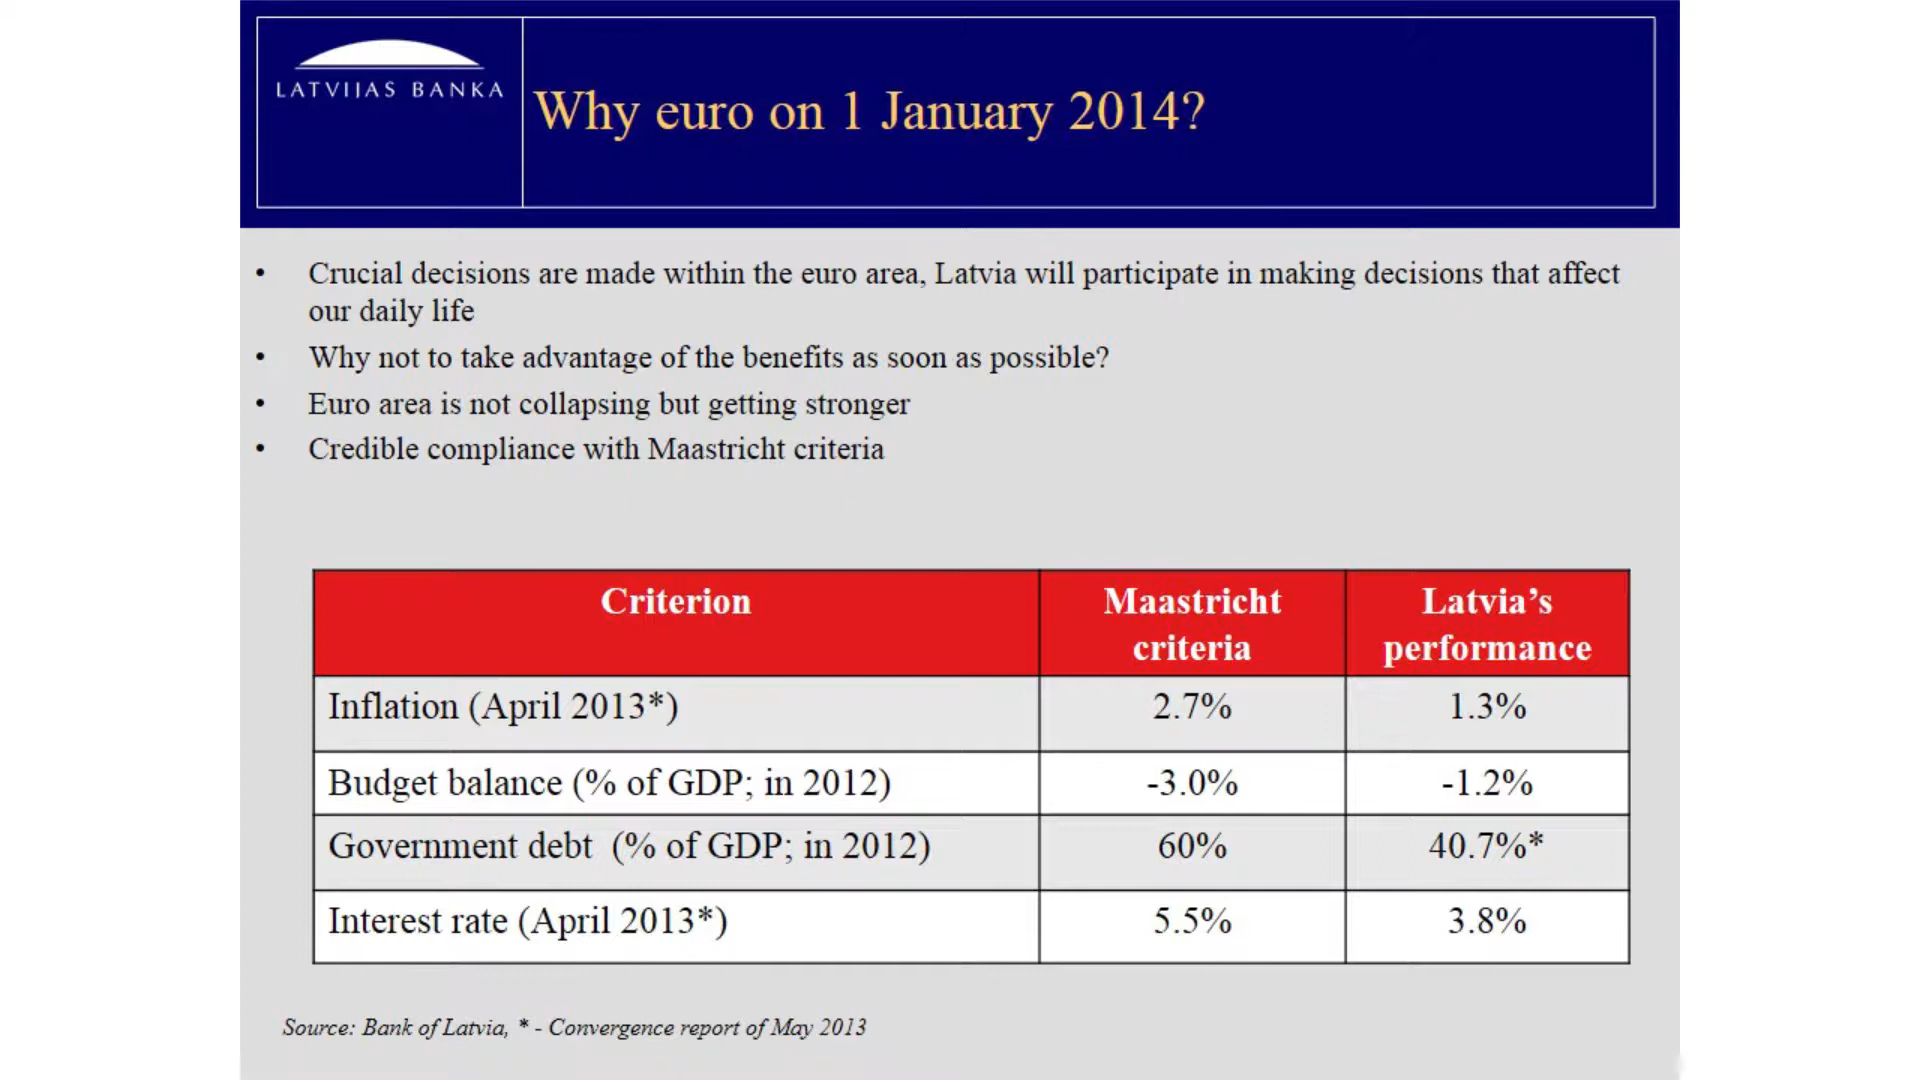 LATVIJAS BANKA
Why euro on 1 January 2014?
• Crucial decisions are made within the euro area, Latvia will participate in making decisions that affect
our daily life
• Why not to take advantage of the benefits as soon as possible?
• Euro area is not collapsing but getting stronger
• Credible compliance with Maastricht criteria
Criterion Maastricht criteria Latvia’s performance
Inflation (April 2013*) 2.7% 1.3%
Budget balance (% of GDP; in 2012) -3.0% -1.2%
Government debt (% of GDP; in 2012) 60% 40.7%*
Interest rate (April 2013*) 5.5% 3.8%
Source: Bank of Latvia, * - Convergence report of May 2013